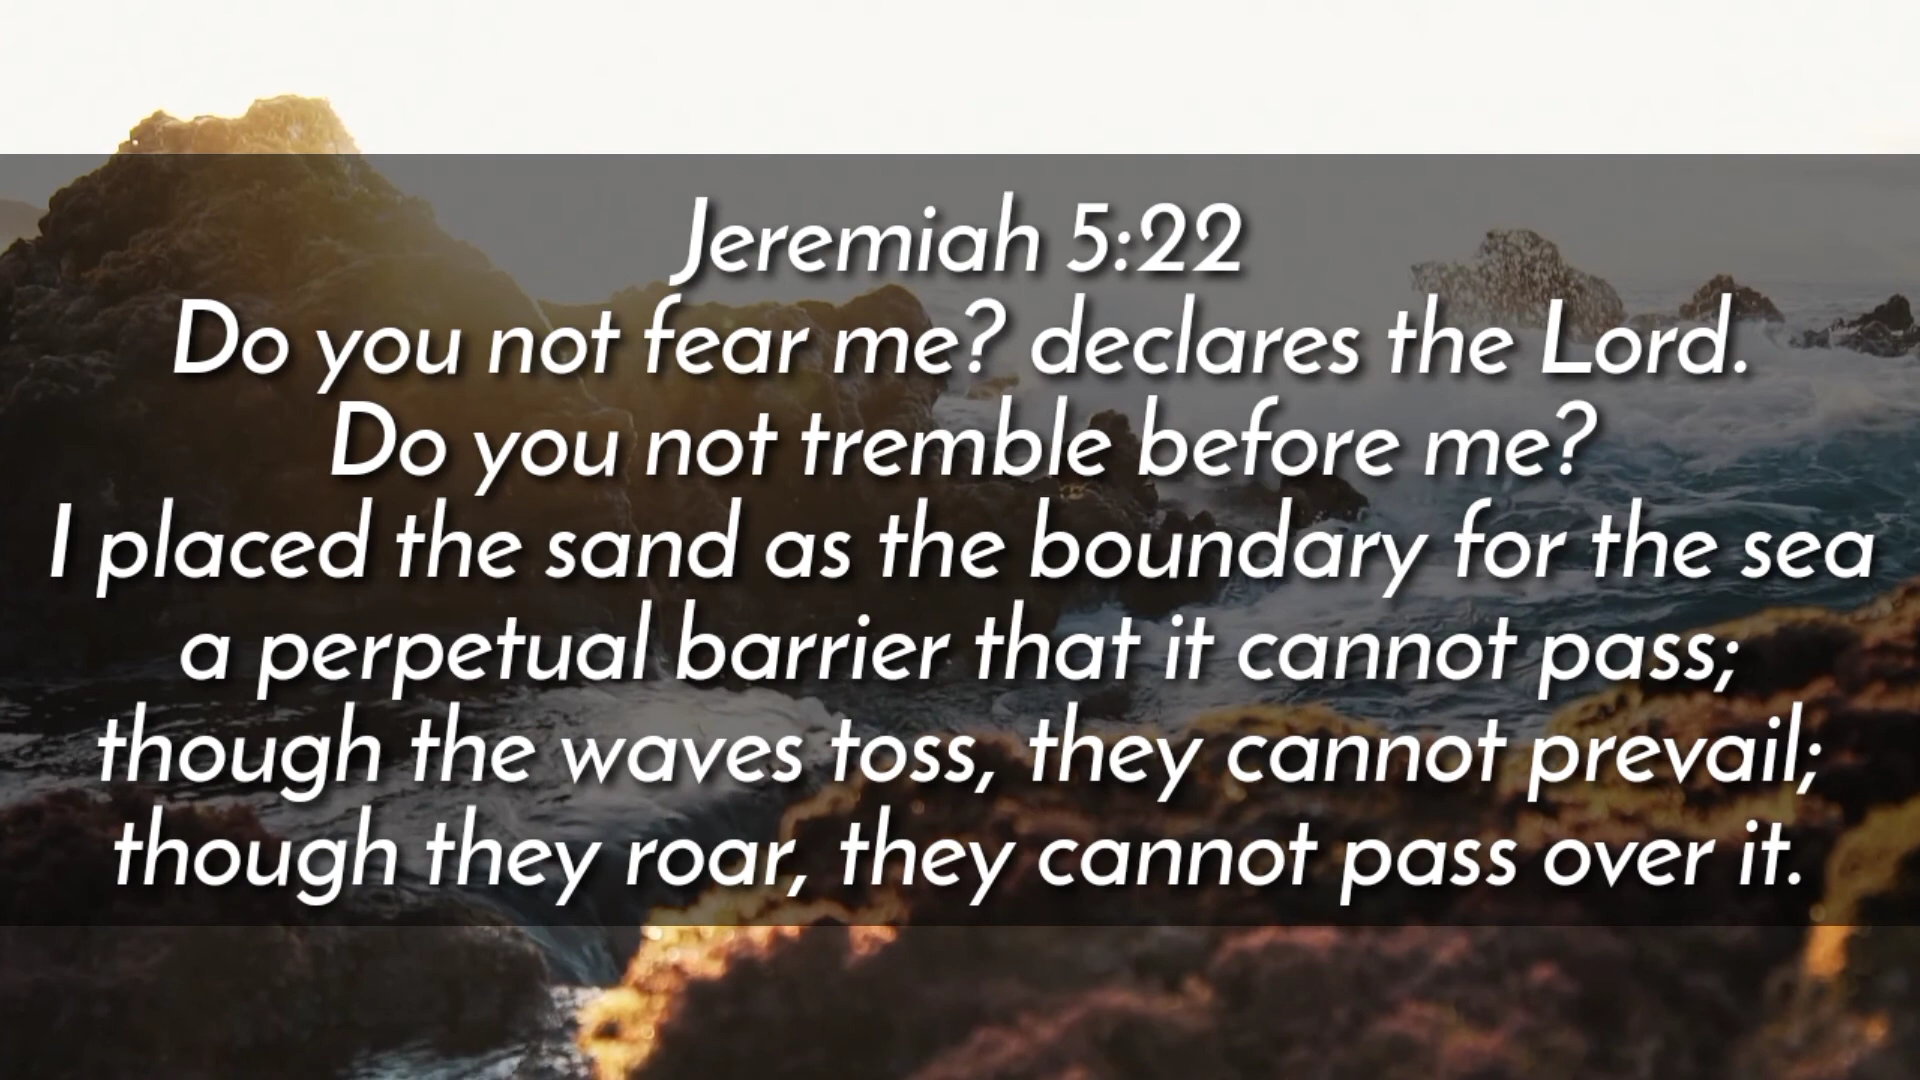 Jeremiah 5:22
Do you not fear me? declares the Lord.
Do you not tremble before me?
I placed the sand as the boundary for the sea
a perpetual barrier that it cannot pass;
though the waves toss, they cannot prevail;
though they roar, they cannot pass over it.